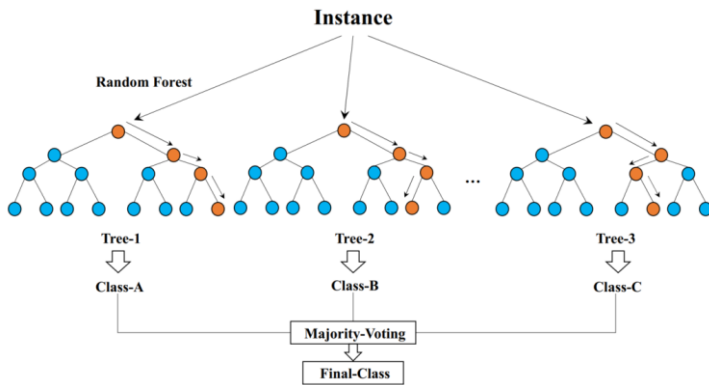 Instance
Random Forest
...
Tree-1
Tree-2
Tree-3
Class-A
Class-B
Class-C
Majority-Voting
Final-Class